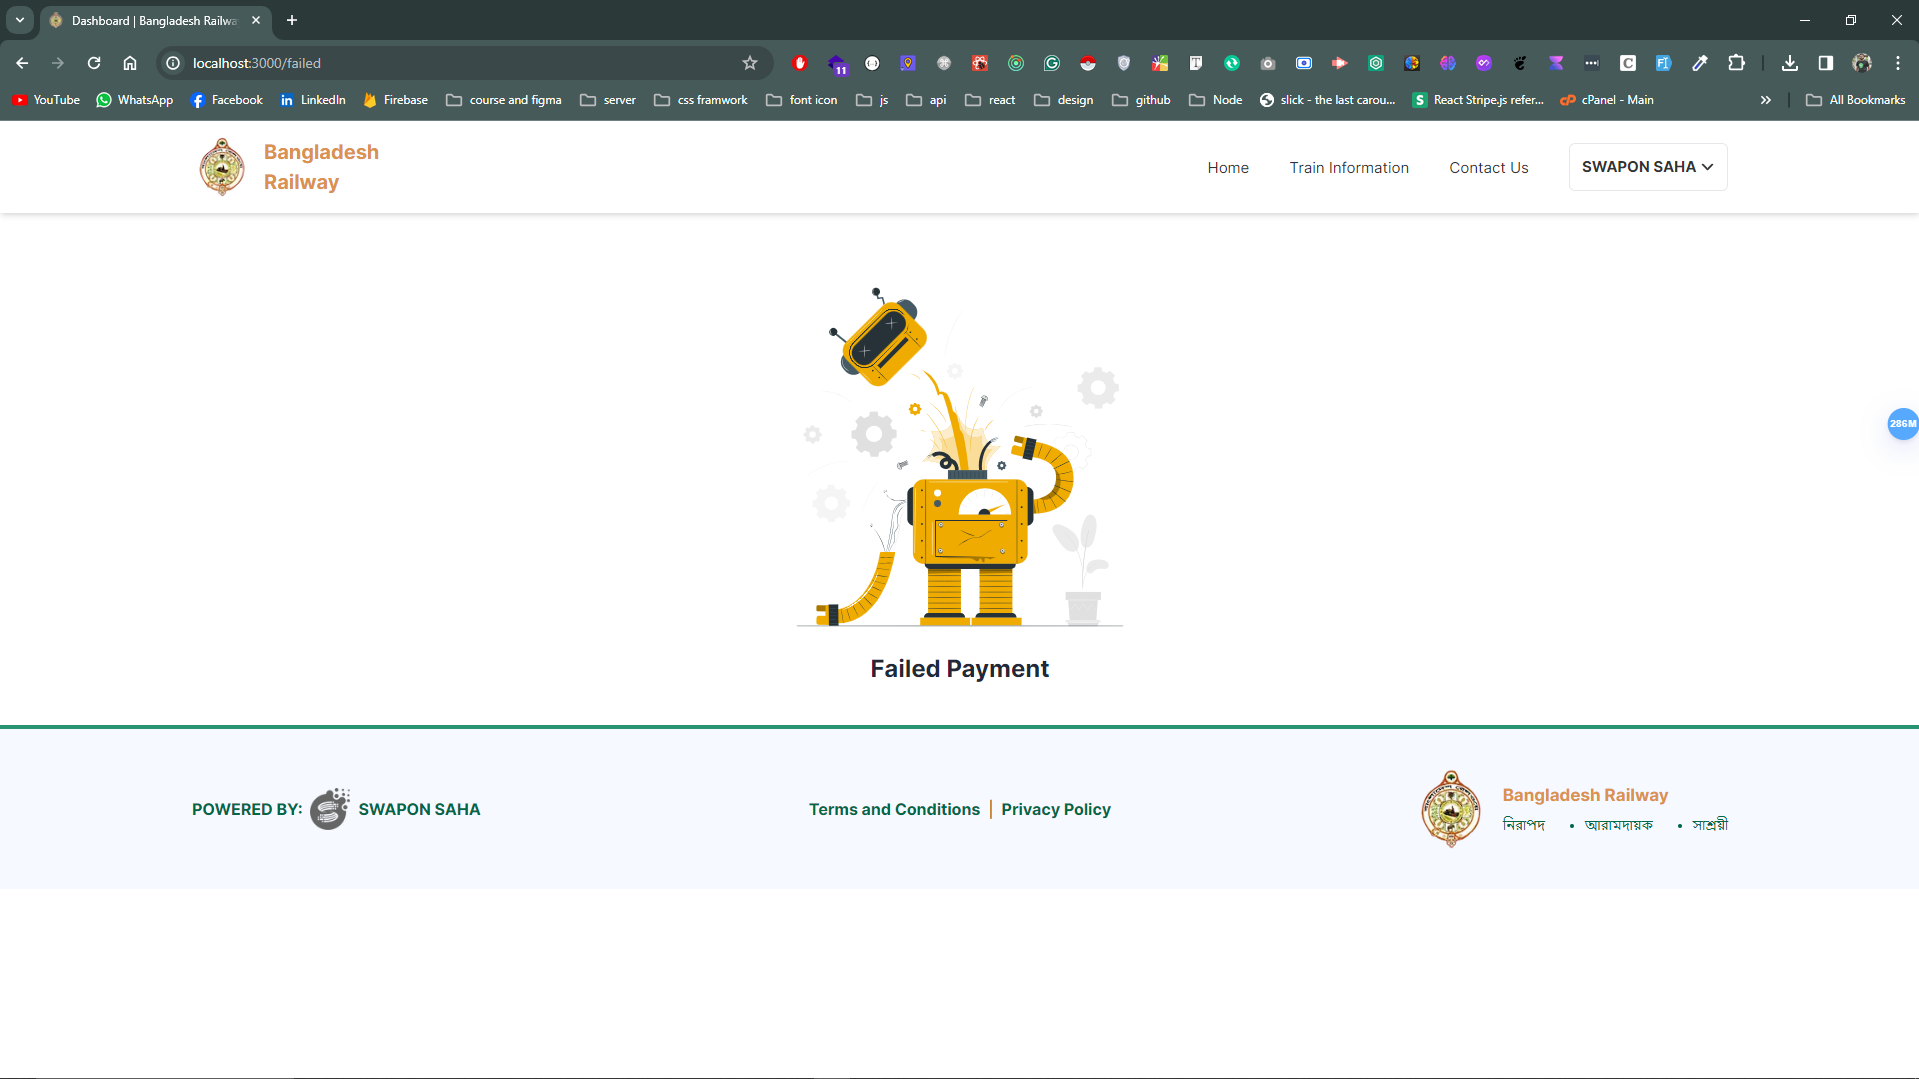 Dashboard | Bangladesh Railwa
localhost:3000/failed
11
YouTube WhatsApp Facebook LinkedIn Firebase course and figma server css framwork font icon js api react design github Node slick - the last carou... React Stripe.js refer... cPanel - Main All Bookmarks
Bangladesh
Railway
Home Train Information Contact Us SWAPON SAHA
286M
Failed Payment
POWERED BY: SWAPON SAHA
Terms and Conditions | Privacy Policy
Bangladesh Railway
নিরাপদ • আরামদায়ক • সাশ্রয়ী